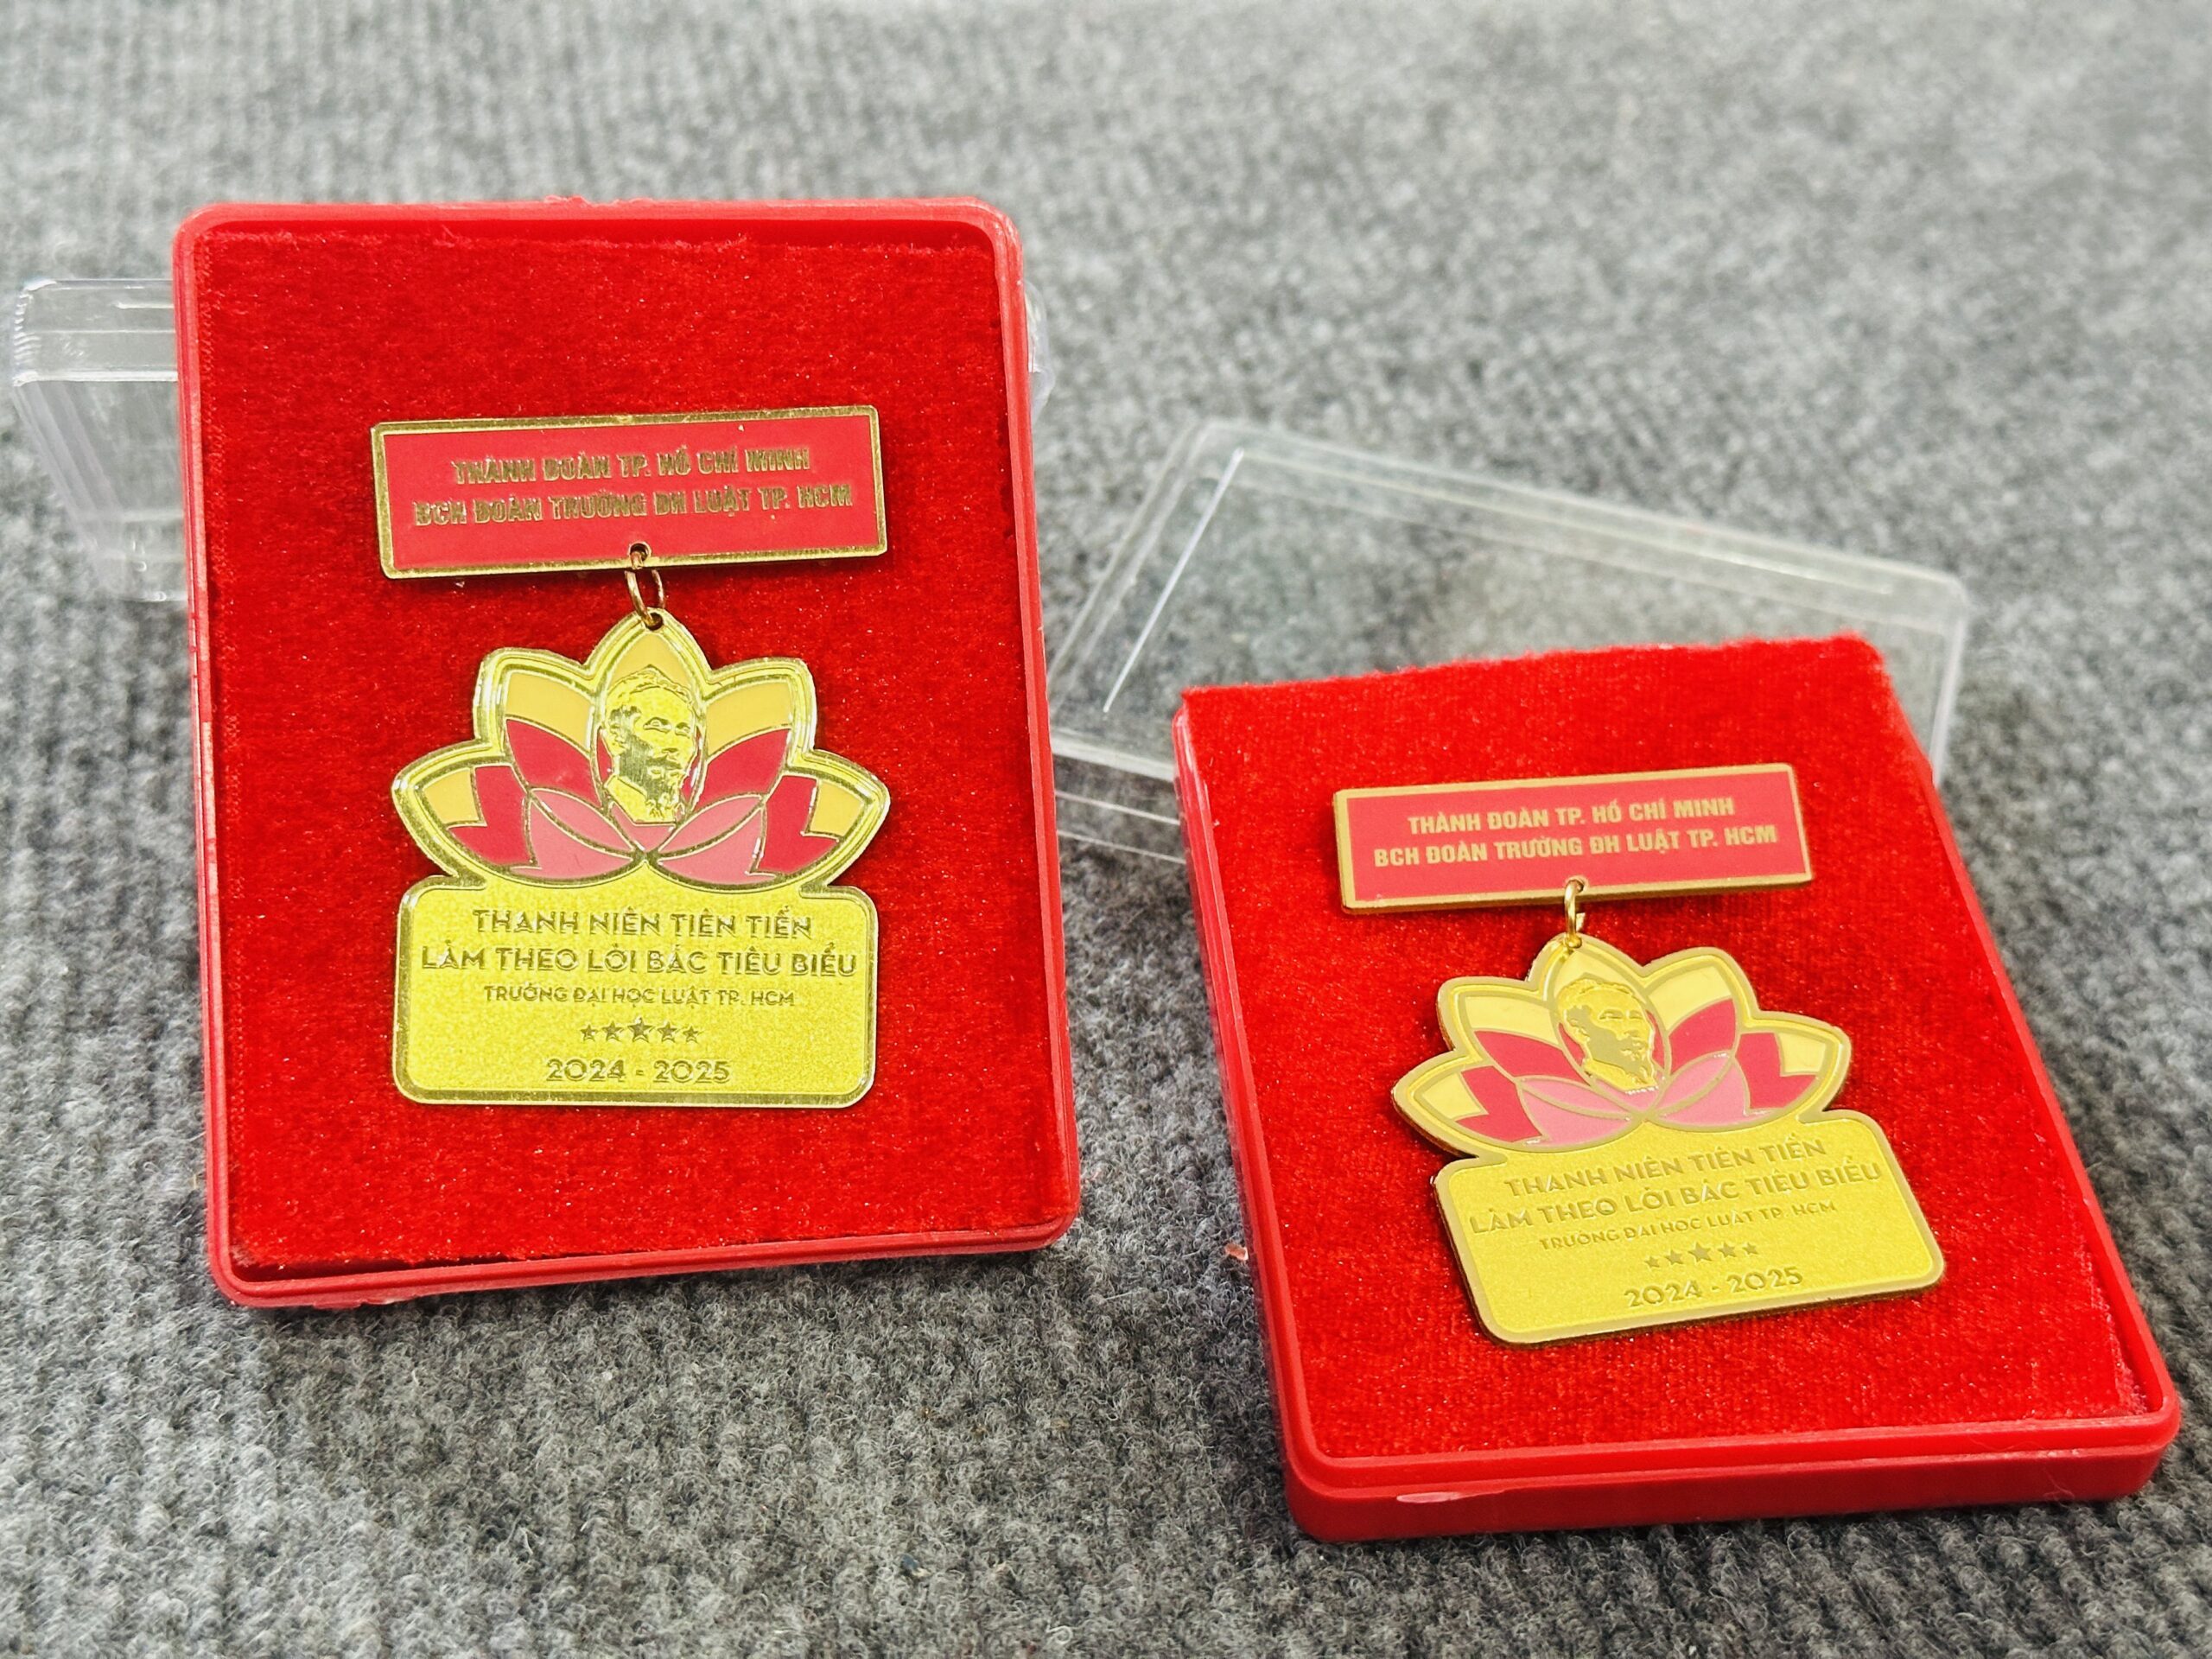 THÀNH ĐOÀN TP. HỒ CHÍ MINH
BCH ĐOÀN TRƯỜNG ĐH LUẬT TP. HCM
THANH NIÊN TIÊN TIẾN
LÀM THEO LỜI BÁC TIÊU BIỂU
TRƯỜNG ĐẠI HỌC LUẬT TP. HCM
2024 - 2025
THÀNH ĐOÀN TP. HỒ CHÍ MINH
BCH ĐOÀN TRƯỜNG ĐH LUẬT TP. HCM
THANH NIÊN TIÊN TIẾN
LÀM THEO LỜI BÁC TIÊU BIỂU
TRƯỜNG ĐẠI HỌC LUẬT TP. HCM
2024 - 2025